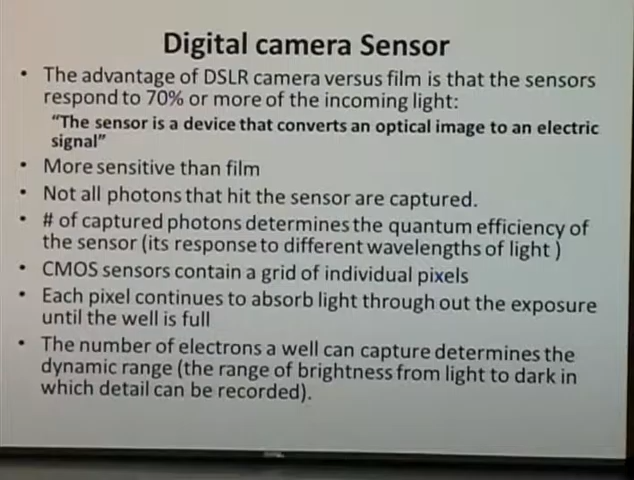 Digital camera Sensor
• The advantage of DSLR camera versus film is that the sensors
respond to 70% or more of the incoming light:
“The sensor is a device that converts an optical image to an electric
signal”
• More sensitive than film
• Not all photons that hit the sensor are captured.
• # of captured photons determines the quantum efficiency of
the sensor (its response to different wavelengths of light )
• CMOS sensors contain a grid of individual pixels
• Each pixel continues to absorb light through out the exposure
until the well is full
• The number of electrons a well can capture determines the
dynamic range (the range of brightness from light to dark in
which detail can be recorded).